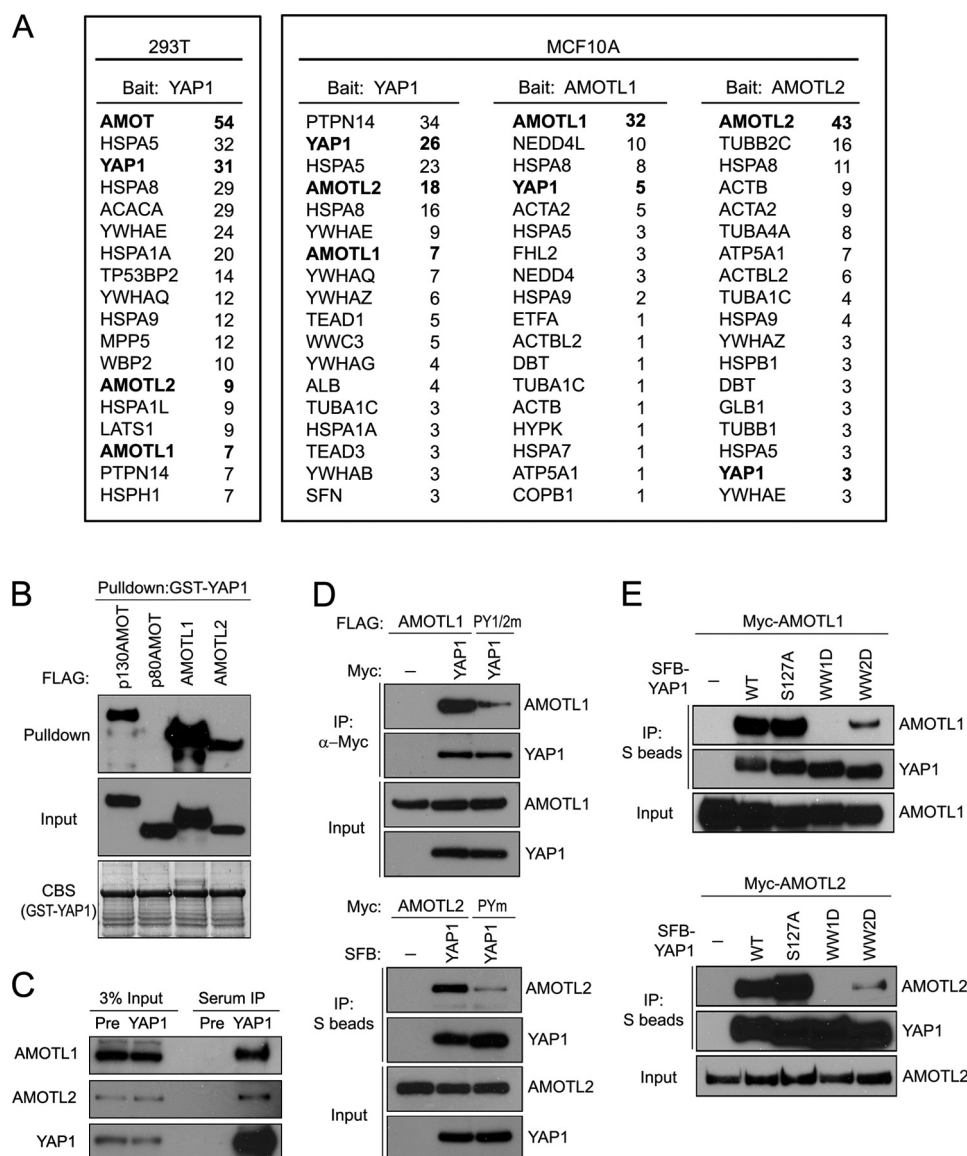 A
293T
Bait: YAP1
AMOT 54
HSPA5 32
YAP1 31
HSPA8 29
ACACA 29
YWHAE 24
HSPA1A 20
TP53BP2 14
YWHAQ 12
HSPA9 12
MPP5 12
WBP2 10
AMOTL2 9
HSPA1L 9
LATS1 9
AMOTL1 7
PTPN14 7
HSPH1 7
MCF10A
Bait: YAP1
PTPN14 34
YAP1 26
HSPA5 23
AMOTL2 18
HSPA8 16
YWHAE 9
AMOTL1 7
YWHAQ 7
YWHAZ 6
TEAD1 5
WWC3 5
YWHAG 4
ALB 4
TUBA1C 3
HSPA1A 3
TEAD3 3
YWHAB 3
SFN 3
Bait: AMOTL1
AMOTL1 32
NEDD4L 10
HSPA8 8
YAP1 5
ACTA2 5
HSPA5 3
FHL2 3
NEDD4 3
HSPA9 2
ETFA 1
ACTBL2 1
DBT 1
TUBA1C 1
ACTB 1
HYPK 1
HSPA7 1
ATP5A1 1
COPB1 1
Bait: AMOTL2
AMOTL2 43
TUBB2C 16
HSPA8 11
ACTB 9
ACTA2 9
TUBA4A 8
ATP5A1 7
ACTBL2 6
TUBA1C 4
HSPA9 4
YWHAZ 3
HSPB1 3
DBT 3
GLB1 3
TUBB1 3
HSPA5 3
YAP1 3
YWHAE 3
B
Pulldown:GST-YAP1
FLAG: p130AMOT p80AMOT AMOTL1 AMOTL2
Pulldown
Input
CBS
(GST-YAP1)
C
3% Input Serum IP
Pre YAP1 Pre YAP1
AMOTL1
AMOTL2
YAP1
D
FLAG: AMOTL1 PY1/2m
Myc: – YAP1 YAP1
IP:
α–Myc
AMOTL1
YAP1
Input
AMOTL1
YAP1
Myc: AMOTL2 PYm
SFB: – YAP1 YAP1
IP:
S beads
AMOTL2
YAP1
Input
AMOTL2
YAP1
E
Myc-AMOTL1
SFB-
YAP1
– WT S127A WW1D WW2D
IP:
S beads
AMOTL1
YAP1
Input AMOTL1
Myc-AMOTL2
SFB-
YAP1
– WT S127A WW1D WW2D
IP:
S beads
AMOTL2
YAP1
Input AMOTL2